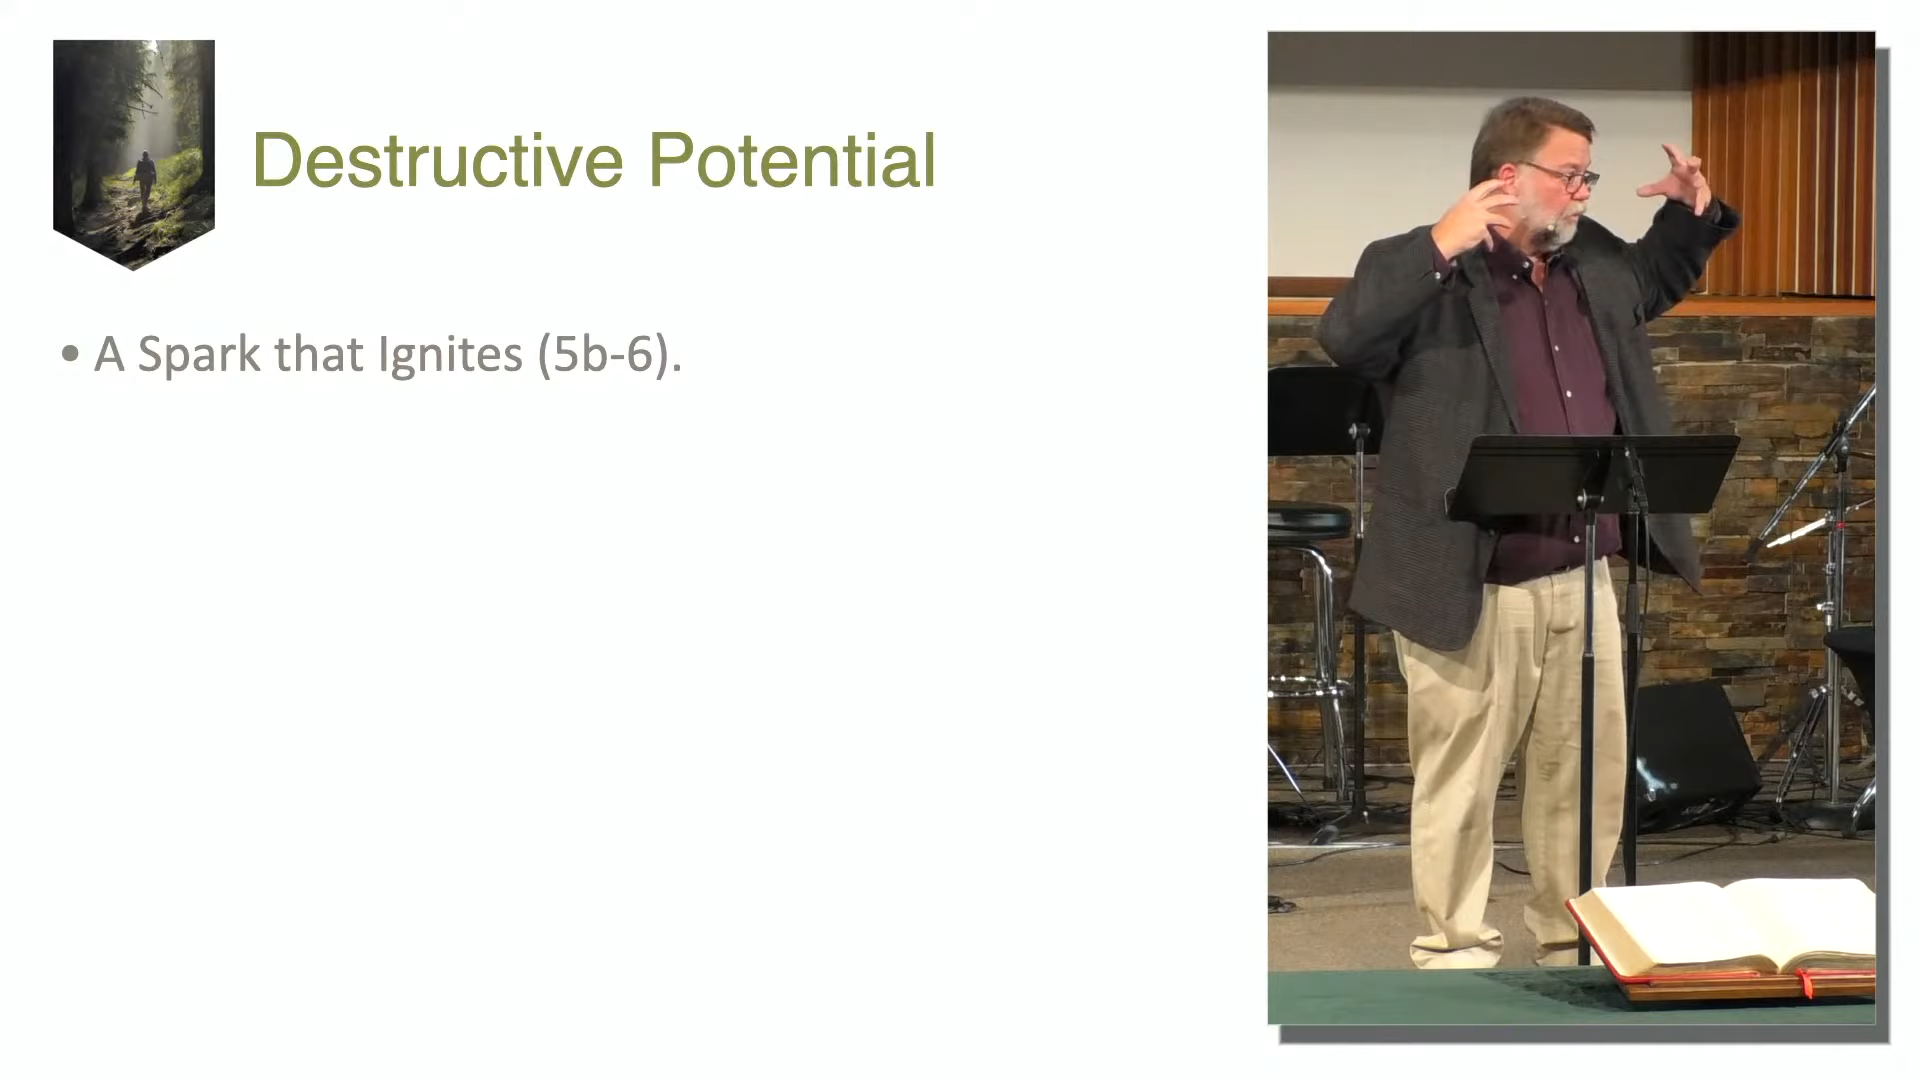 Destructive Potential
• A Spark that Ignites (5b-6).